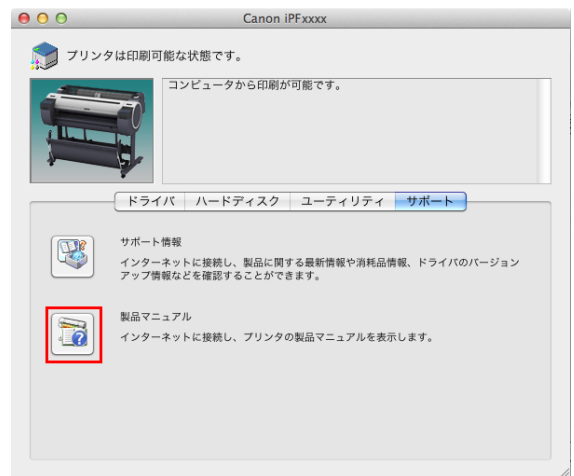 Canon iPFxxxx
プリンタは印刷可能な状態です。
コンピュータから印刷が可能です。
ドライバ ハードディスク ユーティリティ サポート
サポート情報
インターネットに接続し、製品に関する最新情報や消耗品情報、ドライバのバージョン
アップ情報などを確認することができます。
製品マニュアル
インターネットに接続し、プリンタの製品マニュアルを表示します。